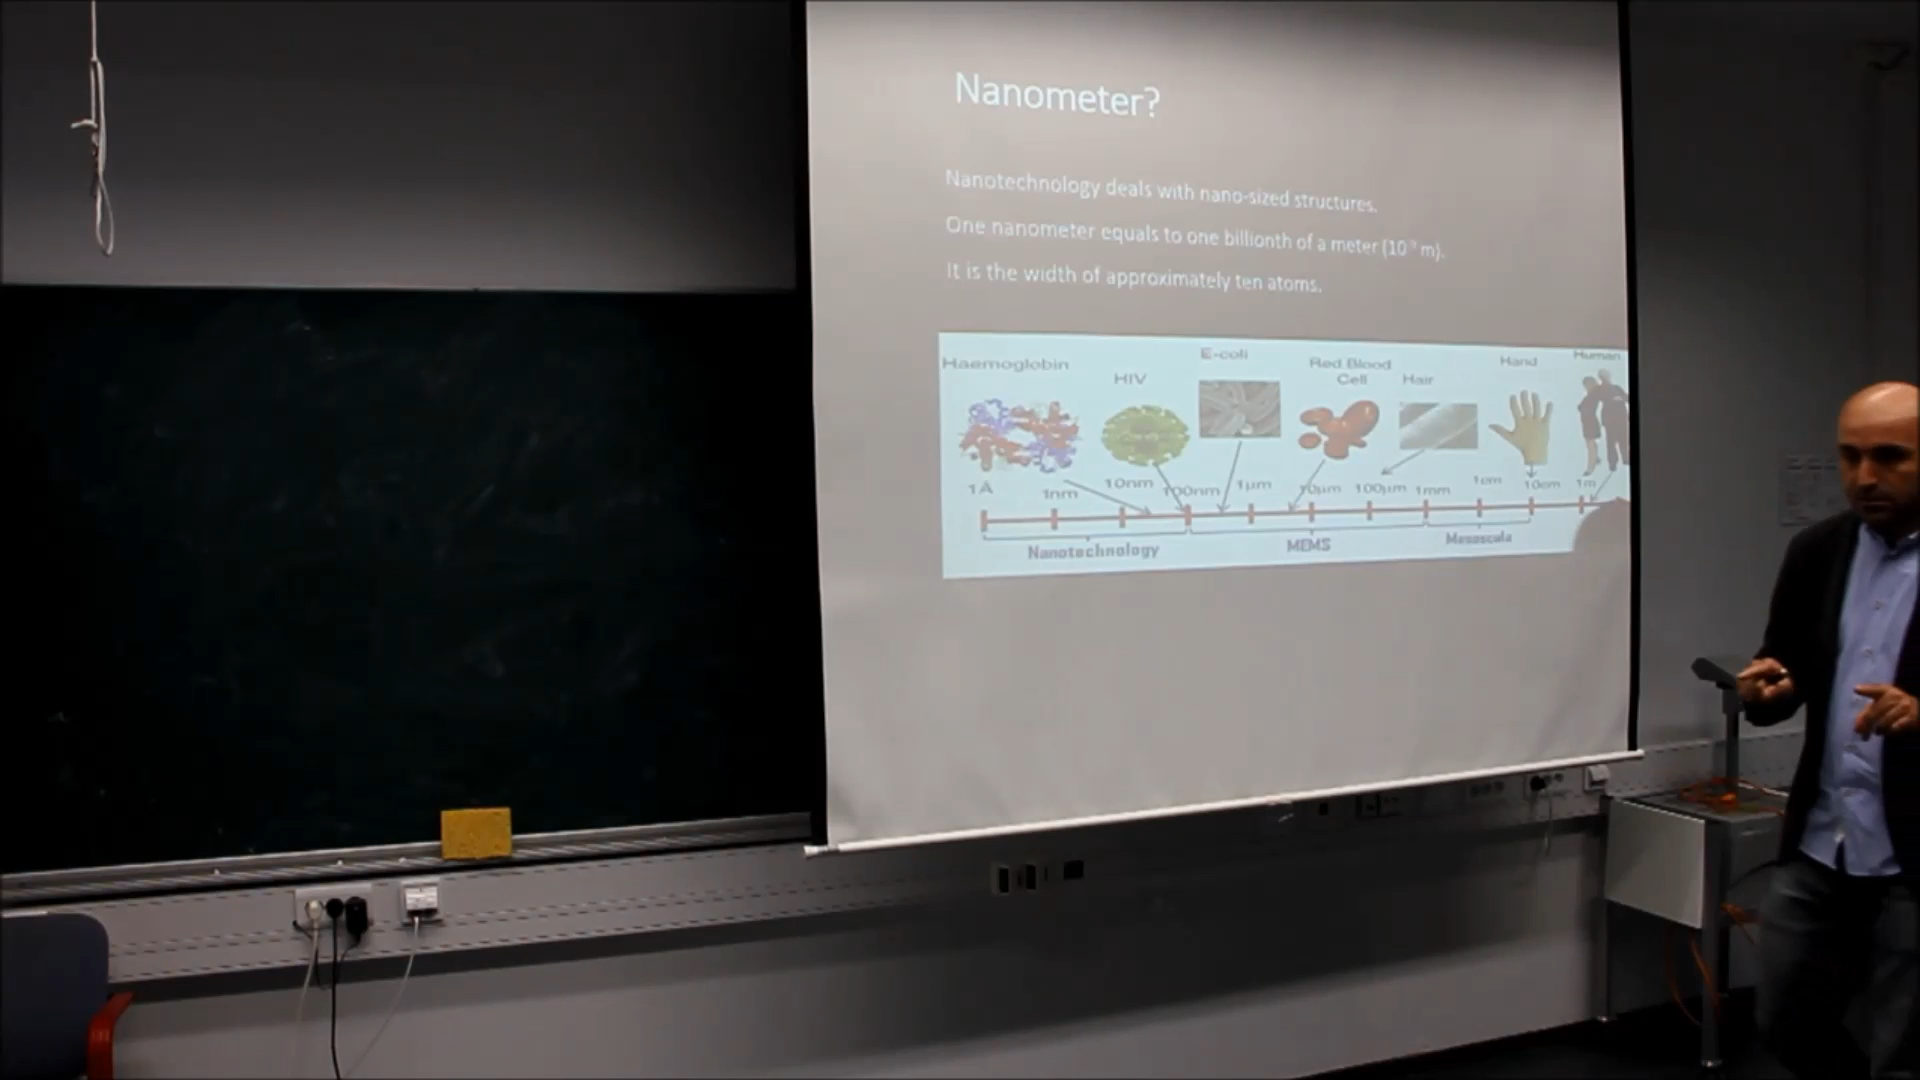 Nanometer?
Nanotechnology deals with nano-sized structures.
One nanometer equals to one billionth of a meter (10⁻⁹ m).
It is the width of approximately ten atoms.
Haemoglobin
HIV
E-coli
Red Blood
Cell
Hair
Hand
Human
1Å 1nm 10nm 100nm 1µm 10µm 100µm 1mm 1cm 10cm 1m
Nanotechnology MEMS Mesoscale